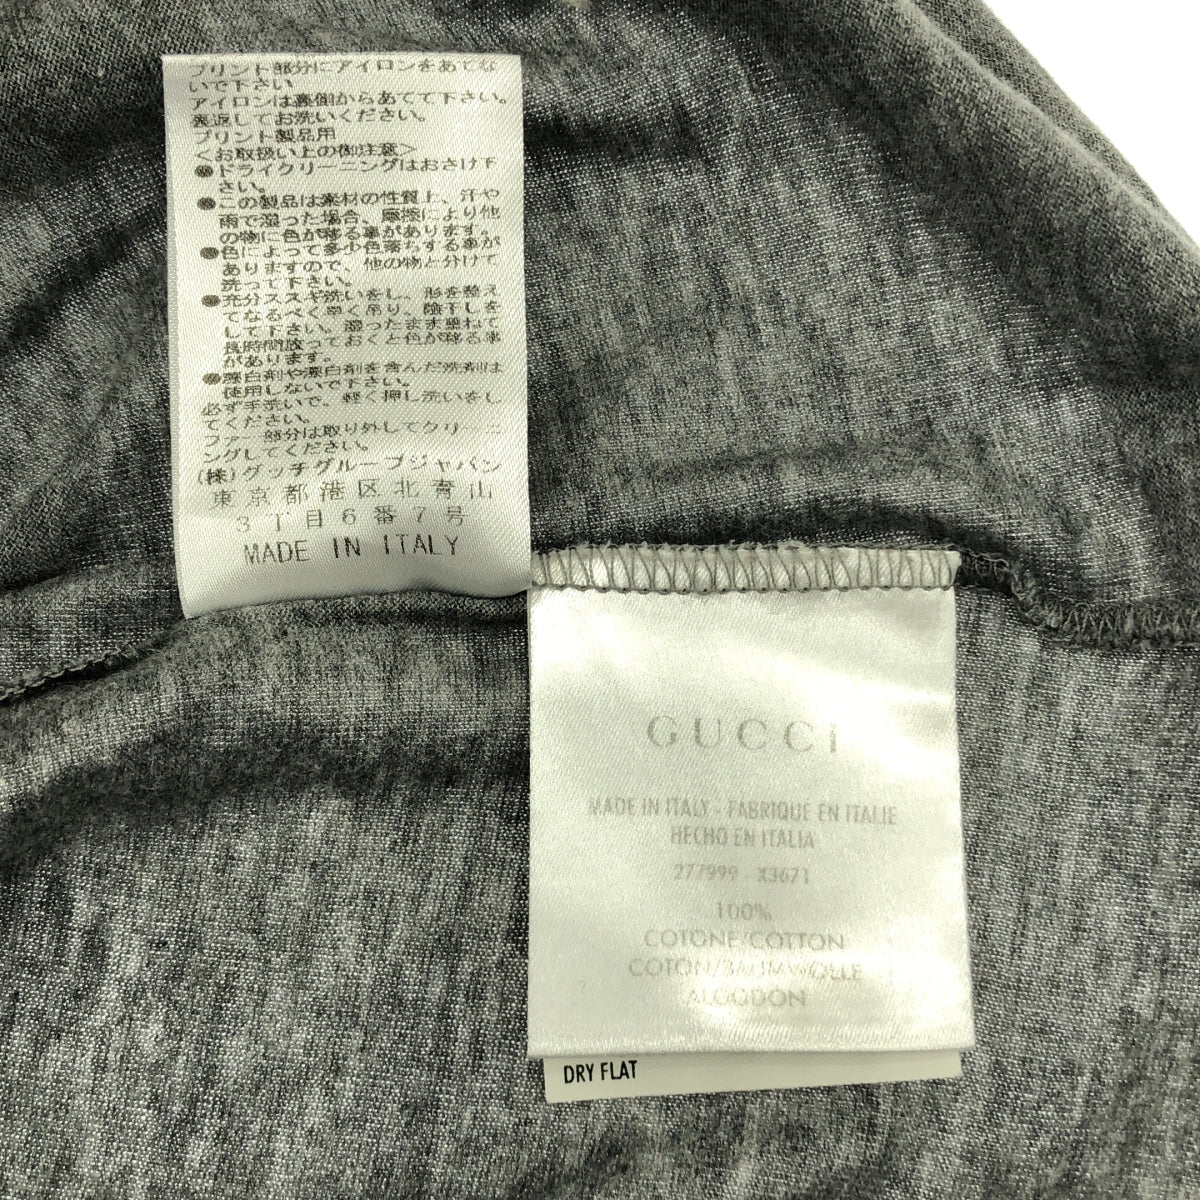 プリント部分にアイロンをあてな
いで下さい
アイロンは裏側からあてて下さい。
裏返してお洗いください。
プリント製品用
<お取扱い上の御注意>
●ドライクリーニングはおさけ下
さい。
●この製品は素材の性質上、汗や
雨で湿った場合、摩擦により他
の物に色が移る事があります。
●色によって多少色落ちする事が
ありますので、他の物と分けて
洗って下さい。
●充分ススギ洗いをし、形を整え
てなるべく早く吊り、陰干しを
して下さい。湿ったまま重ねて
長時間放っておくと色が移る事
があります。
●漂白剤や漂白剤を含んだ洗剤は
使用しないで下さい。
必ず手洗いで、軽く押し洗いをし
てください。
ファー部分は取り外してクリーニ
ングしてください。
(株)グッチグループジャパン
東京都港区北青山
3丁目6番7号
MADE IN ITALY
GUCCI
MADE IN ITALY - FABRIQUÉ EN ITALIE
HECHO EN ITALIA
277999 - X3671
100%
COTONE/COTTON
COTON/BAUMWOLLE
ALGODON
DRY FLAT